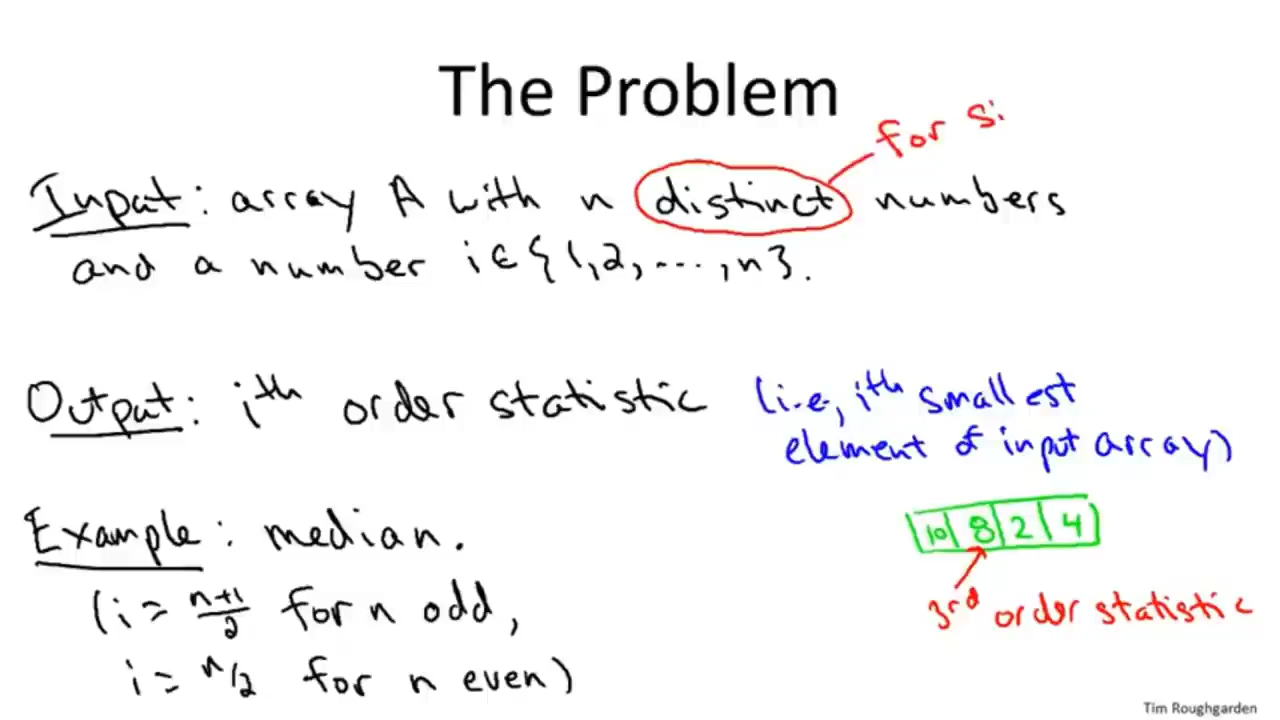 The Problem
for si
Input: array A with n distinct numbers
and a number i∈{1,2,...,n}.
Output: iᵗʰ order statistic (i.e., iᵗʰ smallest
element of input array)
Example: median.
10 8 2 4
(i = n+1/2 for n odd,
3rd order statistic
i = n/2 for n even)
Tim Roughgarden